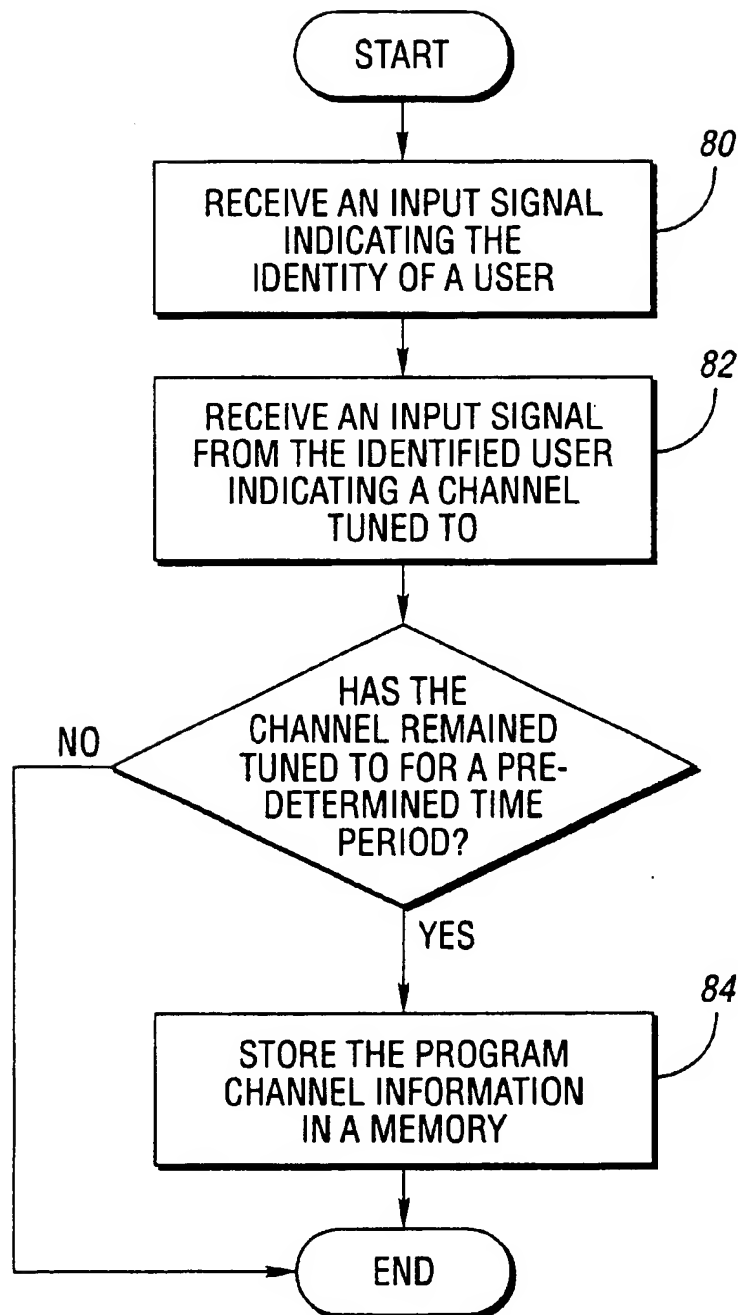 START
80
RECEIVE AN INPUT SIGNAL
INDICATING THE
IDENTITY OF A USER
82
RECEIVE AN INPUT SIGNAL
FROM THE IDENTIFIED USER
INDICATING A CHANNEL
TUNED TO
HAS THE
CHANNEL REMAINED
TUNED TO FOR A PRE-
DETERMINED TIME
PERIOD?
NO
YES
84
STORE THE PROGRAM
CHANNEL INFORMATION
IN A MEMORY
END